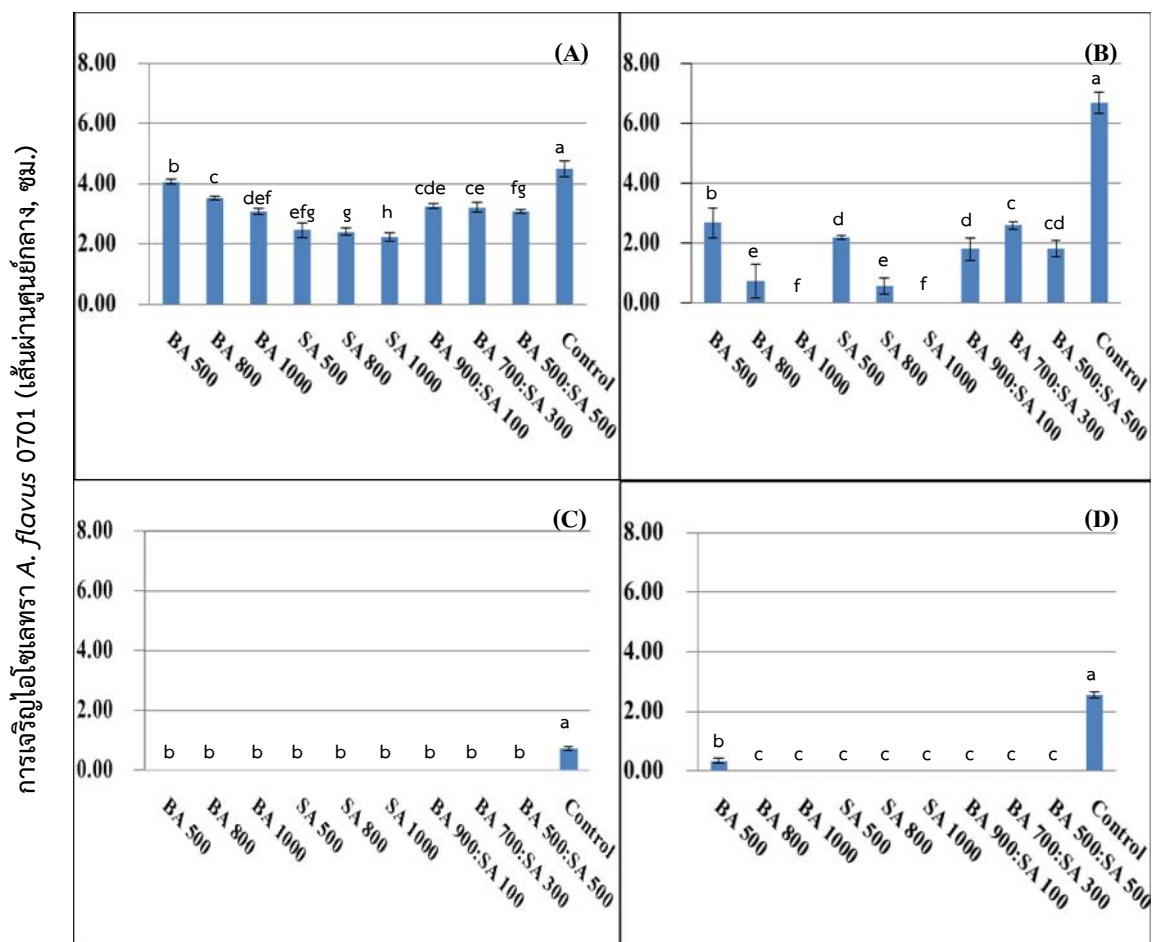 การเจริญไอโซเลทรา A. flavus 0701 (เส้นผ่านศูนย์กลาง, ซม.)
(A)
8.00
6.00
4.00
2.00
0.00
b c def efg g h cde ce fg a
BA 500
BA 800
BA 1000
SA 500
SA 800
SA 1000
BA 900:SA 100
BA 700:SA 300
BA 500:SA 500
Control
(B)
8.00
6.00
4.00
2.00
0.00
b e f d e f d c cd a
BA 500
BA 800
BA 1000
SA 500
SA 800
SA 1000
BA 900:SA 100
BA 700:SA 300
BA 500:SA 500
Control
(C)
8.00
6.00
4.00
2.00
0.00
b b b b b b b b b a
BA 500
BA 800
BA 1000
SA 500
SA 800
SA 1000
BA 900:SA 100
BA 700:SA 300
BA 500:SA 500
Control
(D)
8.00
6.00
4.00
2.00
0.00
b c c c c c c c c a
BA 500
BA 800
BA 1000
SA 500
SA 800
SA 1000
BA 900:SA 100
BA 700:SA 300
BA 500:SA 500
Control